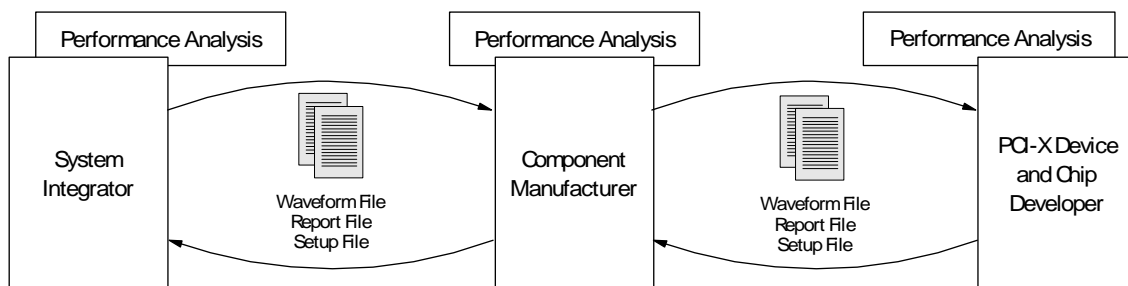 Performance Analysis
Performance Analysis
Performance Analysis
System
Integrator
Waveform File
Report File
Setup File
Component
Manufacturer
Waveform File
Report File
Setup File
PCI-X Device
and Chip
Developer